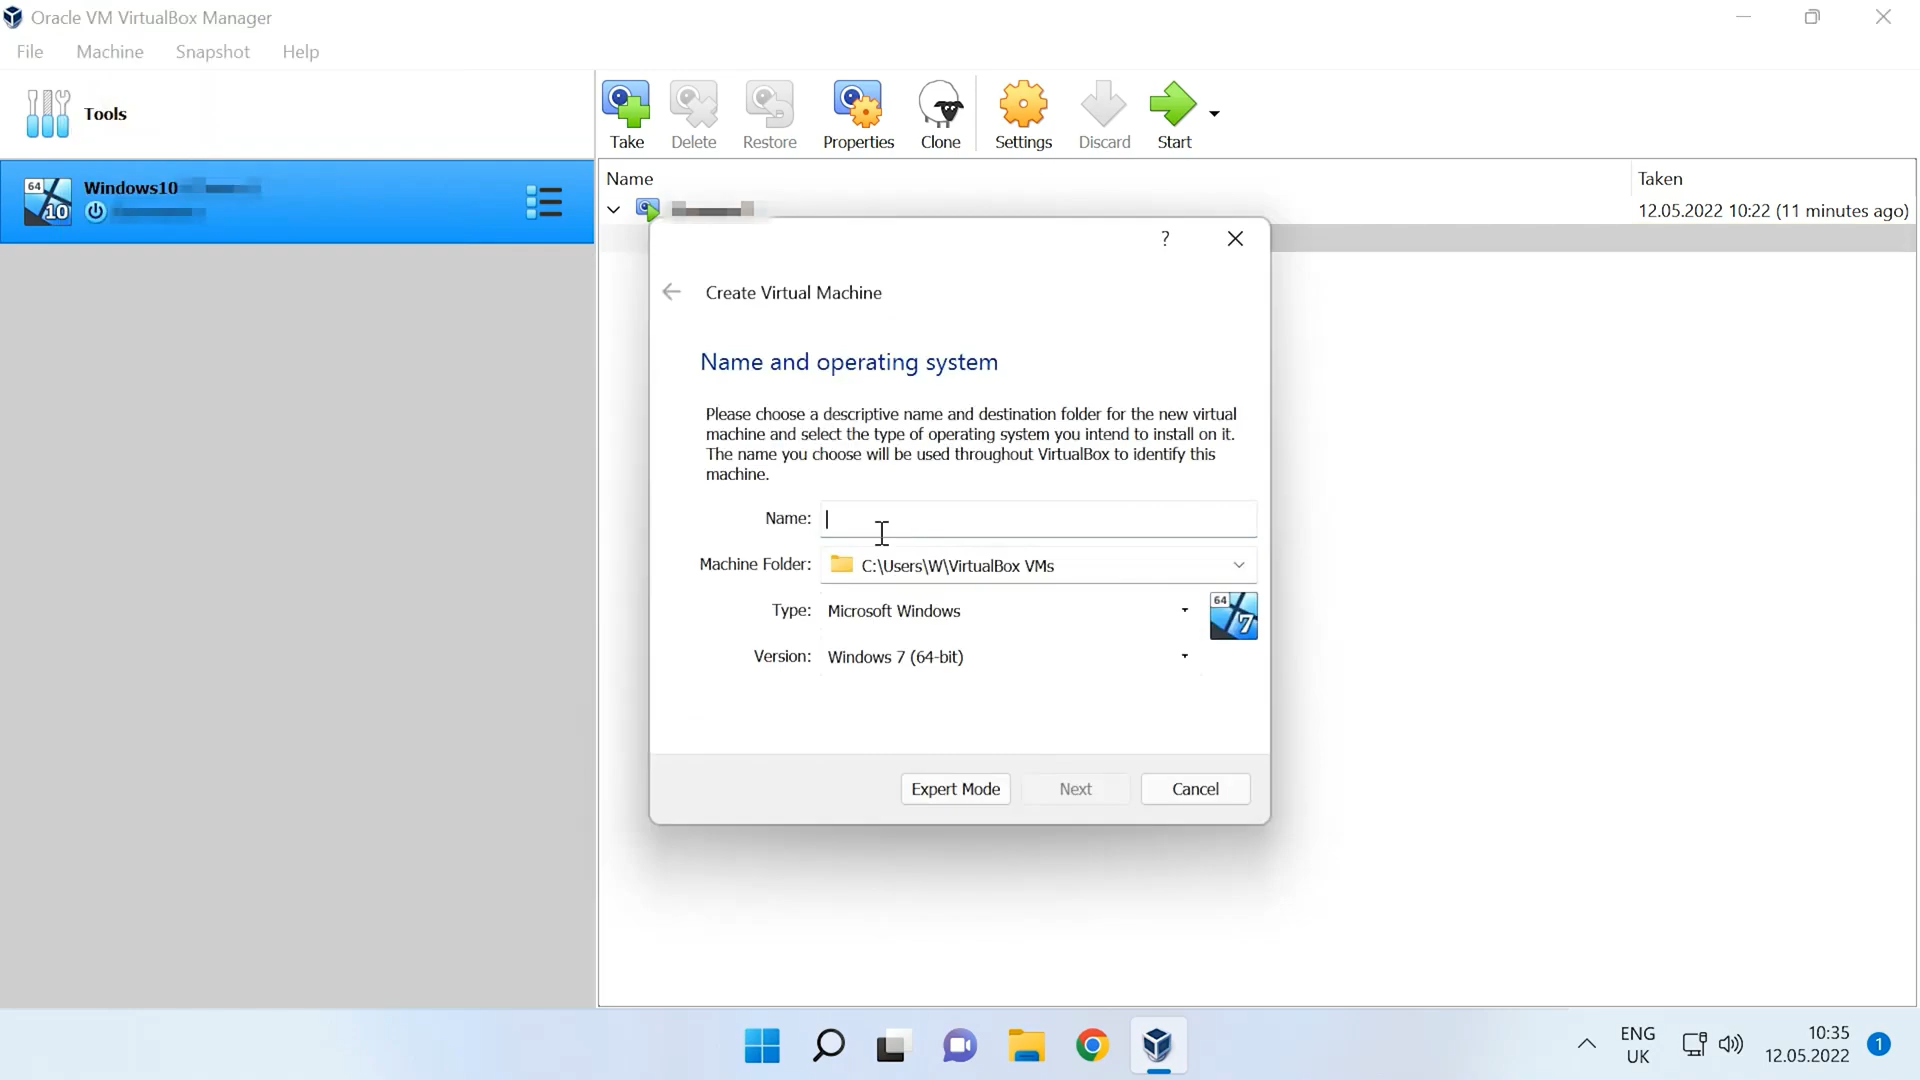 Oracle VM VirtualBox Manager
File Machine Snapshot Help
Tools
Take Delete Restore Properties Clone Settings Discard Start
64 10 Windows10
Name Taken
12.05.2022 10:22 (11 minutes ago)
?
Create Virtual Machine
Name and operating system
Please choose a descriptive name and destination folder for the new virtual
machine and select the type of operating system you intend to install on it.
The name you choose will be used throughout VirtualBox to identify this
machine.
Name:
Machine Folder: C:\Users\W\VirtualBox VMs
Type: Microsoft Windows
64 7
Version: Windows 7 (64-bit)
Expert Mode Next Cancel
ENG 10:35
UK 12.05.2022 1